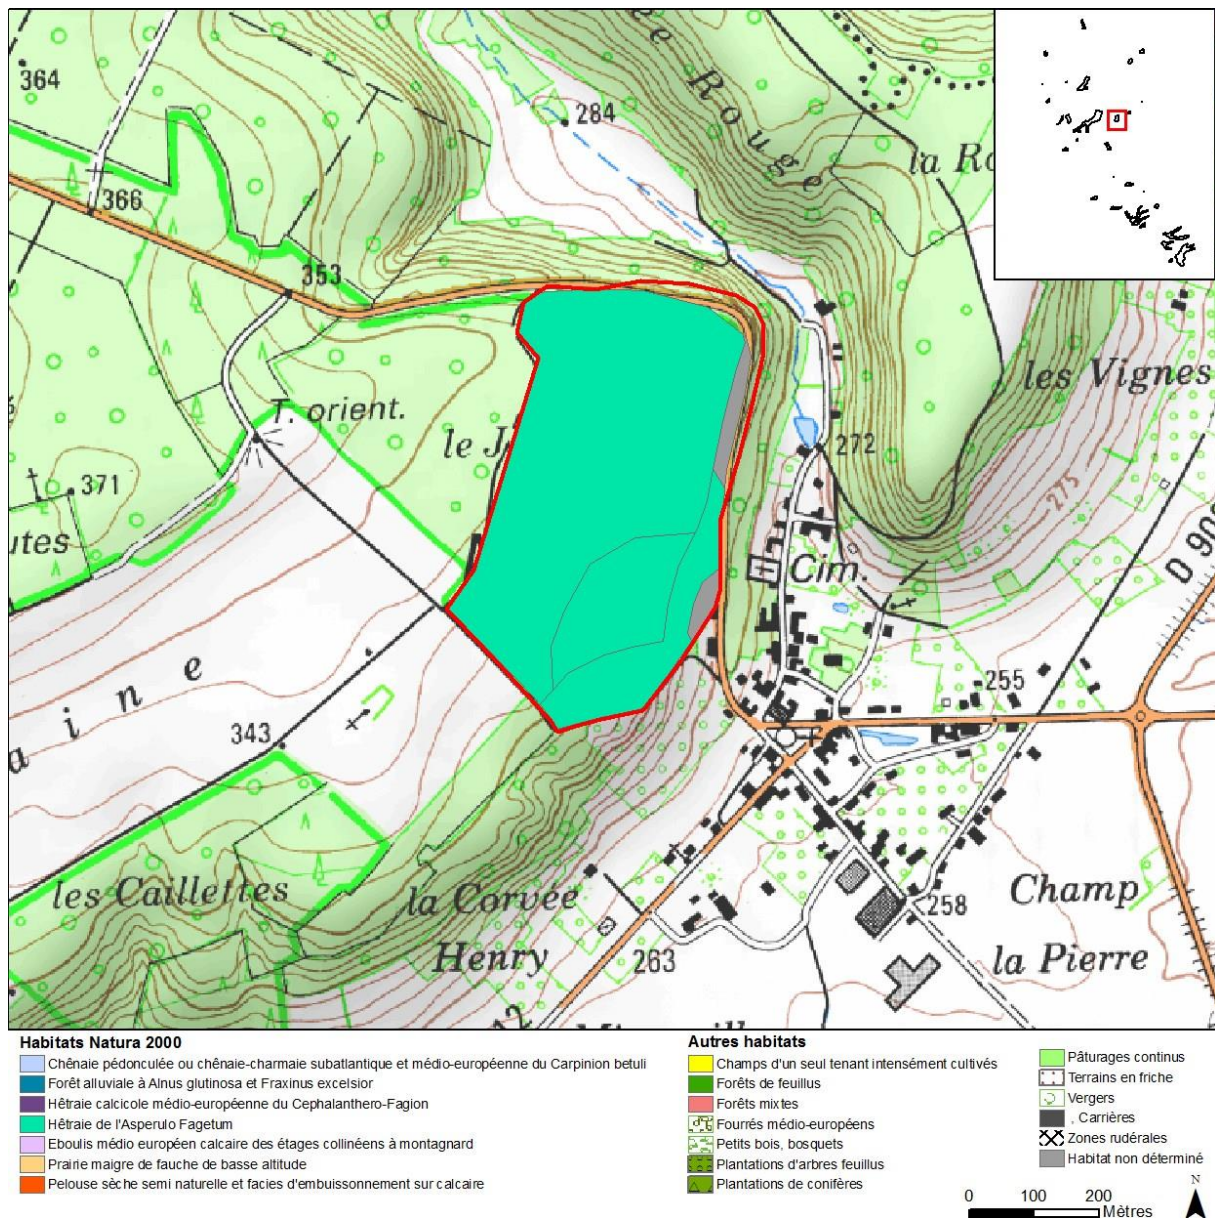 364
284
Rouge
366
353
les Vignes
T. orient.
272
275
371
Cim.
D
255
343
les Caillettes
la Corvée
Henry
263
258
Champ
la Pierre
Habitats Natura 2000
Chênaie pédonculée ou chênaie-charmaie subatlantique et médio-européenne du Carpinion betuli
Forêt alluviale à Alnus glutinosa et Fraxinus excelsior
Hêtraie calcicole médio-européenne du Cephalanthero-Fagion
Hêtraie de l'Asperulo Fagetum
Eboulis médio européen calcaire des étages collinéens à montagnard
Prairie maigre de fauche de basse altitude
Pelouse sèche semi naturelle et facies d'embuissonnement sur calcaire
Autres habitats
Champs d'un seul tenant intensément cultivés
Forêts de feuillus
Forêts mixtes
Fourrés médio-européens
Petits bois, bosquets
Plantations d'arbres feuillus
Plantations de conifères
Pâturages continus
Terrains en friche
Vergers
, Carrières
Zones rudérales
Habitat non déterminé
N
0 100 200
Mètres